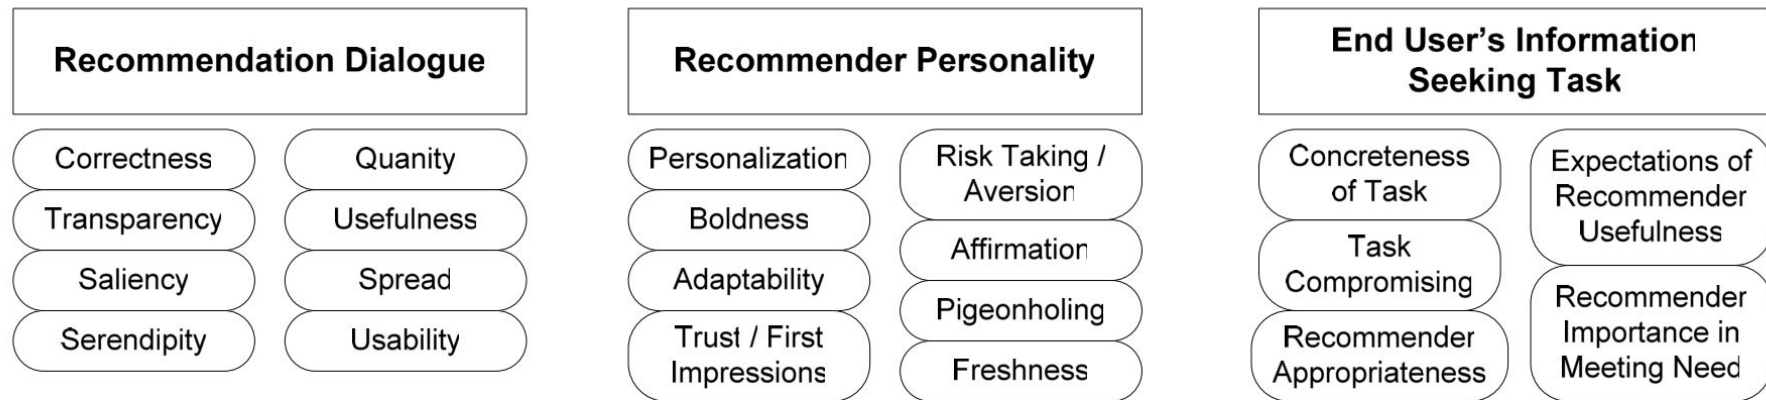 Recommendation Dialogue
Correctness
Transparency
Saliency
Serendipity
Quanity
Usefulness
Spread
Usability
Recommender Personality
Personalization
Boldness
Adaptability
Trust / First
Impressions
Risk Taking /
Aversion
Affirmation
Pigeonholing
Freshness
End User's Information
Seeking Task
Concreteness
of Task
Task
Compromising
Recommender
Appropriateness
Expectations of
Recommender
Usefulness
Recommender
Importance in
Meeting Need